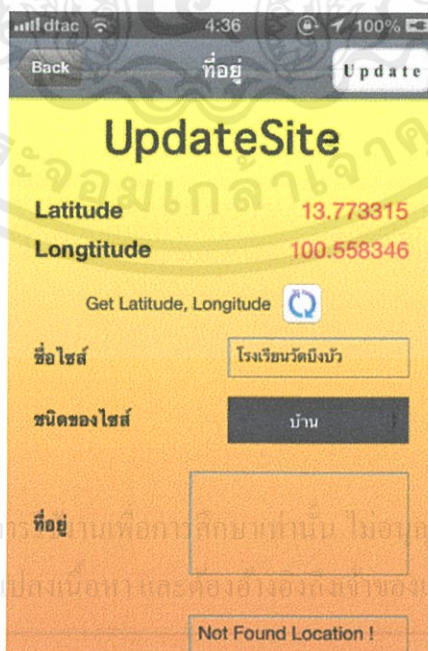 dtac 4:36 100%
Back ที่อยู่ Update
UpdateSite
Latitude 13.773315
Longtitude 100.558346
Get Latitude, Longitude
ชื่อไซส์ โรงเรียนวัดบึงบัว
ชนิดของไซส์ บ้าน
ที่อยู่
Not Found Location !